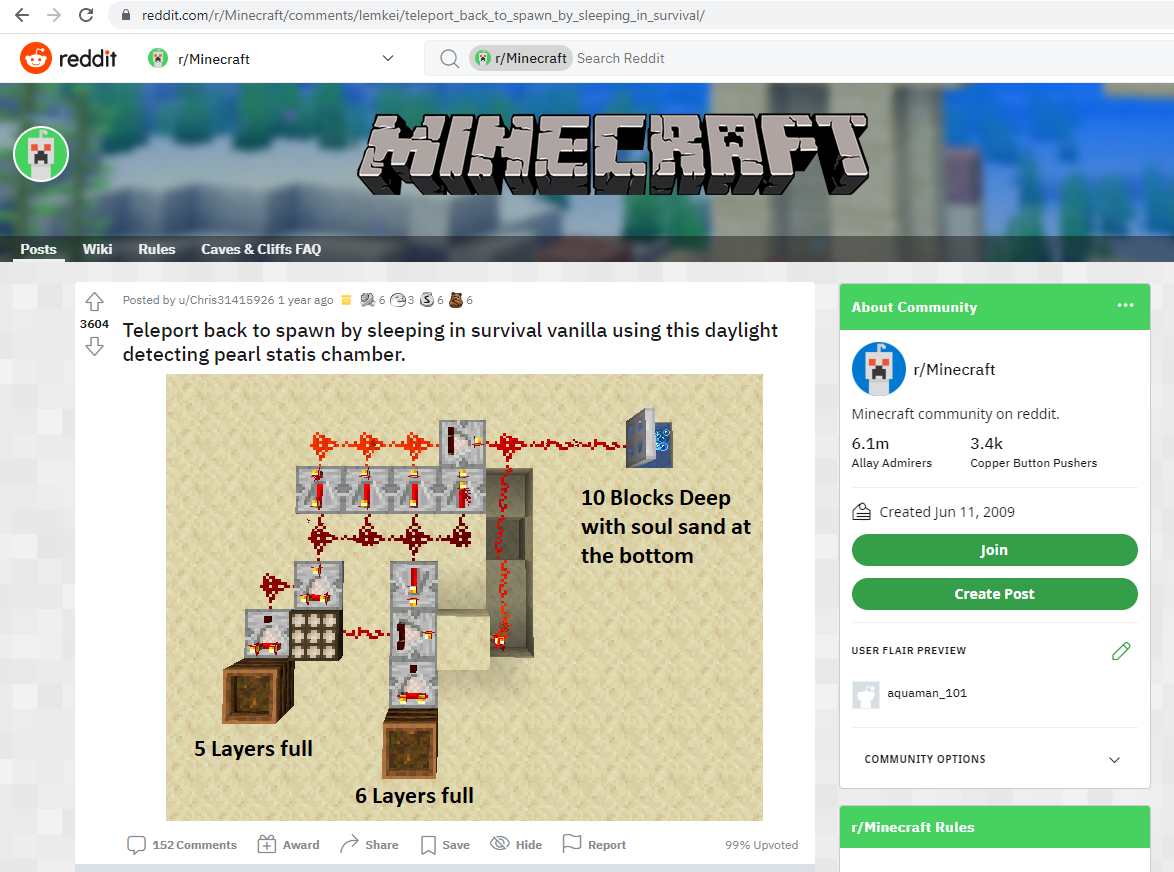 reddit.com/r/Minecraft/comments/lemkei/teleport_back_to_spawn_by_sleeping_in_survival/
reddit
r/Minecraft
r/Minecraft Search Reddit
MINECRAFT
Posts Wiki Rules Caves & Cliffs FAQ
Posted by u/Chris31415926 1 year ago 6 3 S 6 6
3604
Teleport back to spawn by sleeping in survival vanilla using this daylight
detecting pearl statis chamber.
10 Blocks Deep
with soul sand at
the bottom
5 Layers full
6 Layers full
152 Comments Award Share Save Hide Report 99% Upvoted
About Community
r/Minecraft
Minecraft community on reddit.
6.1m 3.4k
Allay Admirers Copper Button Pushers
Created Jun 11, 2009
Join
Create Post
USER FLAIR PREVIEW
aquaman_101
COMMUNITY OPTIONS
r/Minecraft Rules